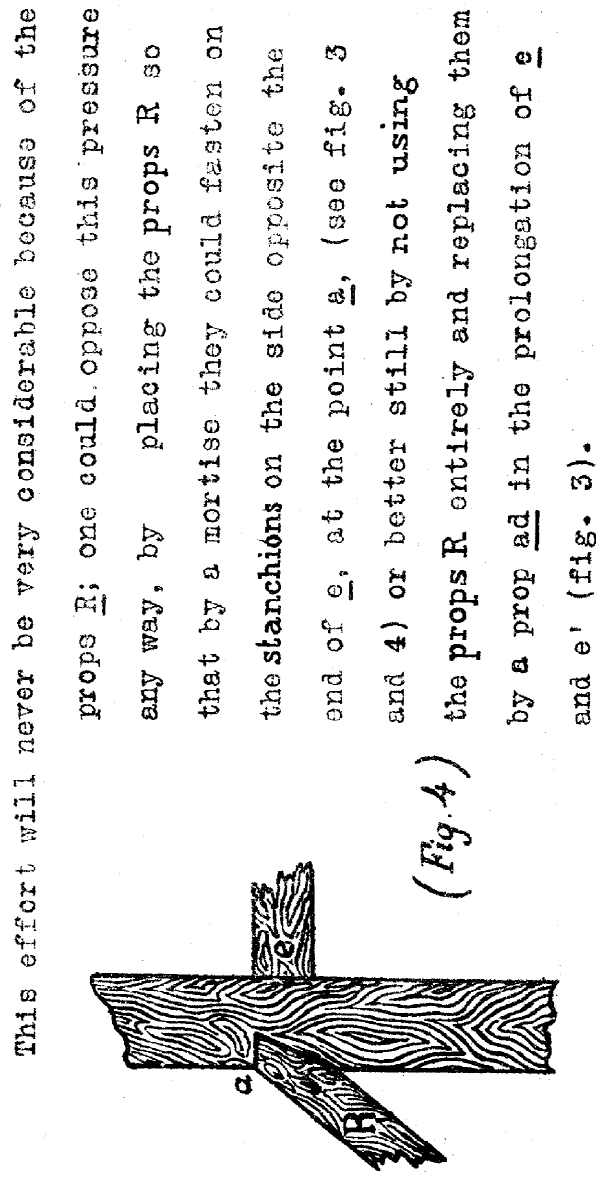 This effort will never be very considerable because of the
props R; one could oppose this pressure
any way, by placing the props R so
that by a mortise they could fasten on
the stanchions on the side opposite the
end of e, at the point a, (see fig. 3
and 4) or better still by not using
the props R entirely and replacing them
by a prop ad in the prolongation of e
and e' (fig. 3).
a
e
R
(Fig. 4)